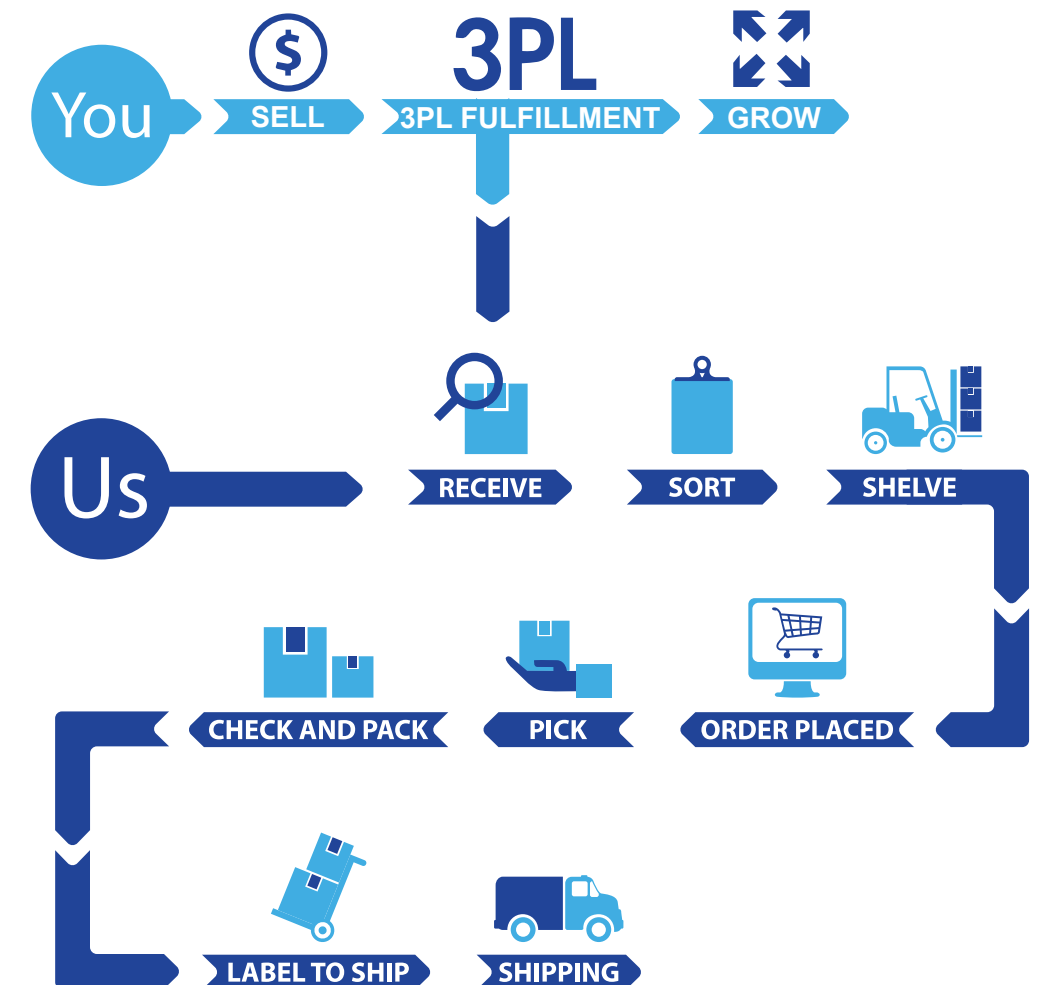 You
$
3PL
SELL
3PL FULFILLMENT
GROW
Us
RECEIVE
SORT
SHELVE
CHECK AND PACK
PICK
ORDER PLACED
LABEL TO SHIP
SHIPPING